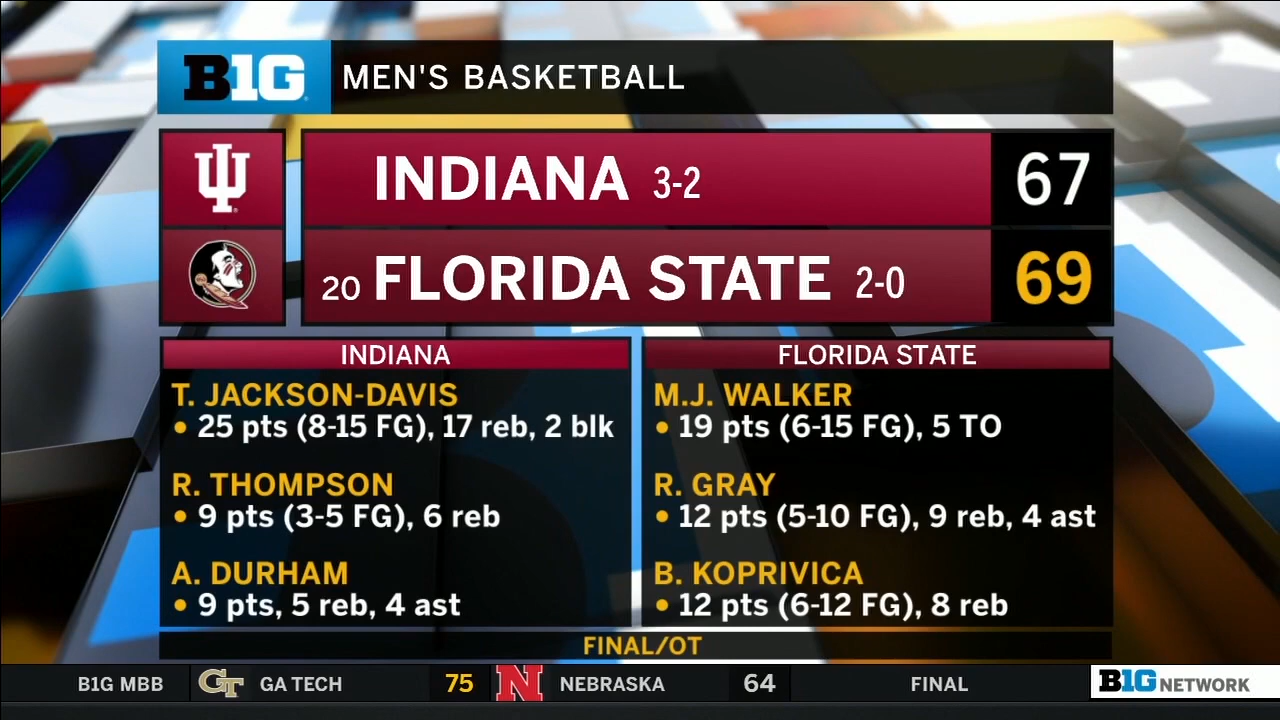 B1G MEN'S BASKETBALL
INDIANA 3-2 67
20 FLORIDA STATE 2-0 69
INDIANA
T. JACKSON-DAVIS
• 25 pts (8-15 FG), 17 reb, 2 blk
R. THOMPSON
• 9 pts (3-5 FG), 6 reb
A. DURHAM
• 9 pts, 5 reb, 4 ast
FLORIDA STATE
M.J. WALKER
• 19 pts (6-15 FG), 5 TO
R. GRAY
• 12 pts (5-10 FG), 9 reb, 4 ast
B. KOPRIVICA
• 12 pts (6-12 FG), 8 reb
FINAL/OT
B1G MBB GT GA TECH 75 N NEBRASKA 64 FINAL B1G NETWORK